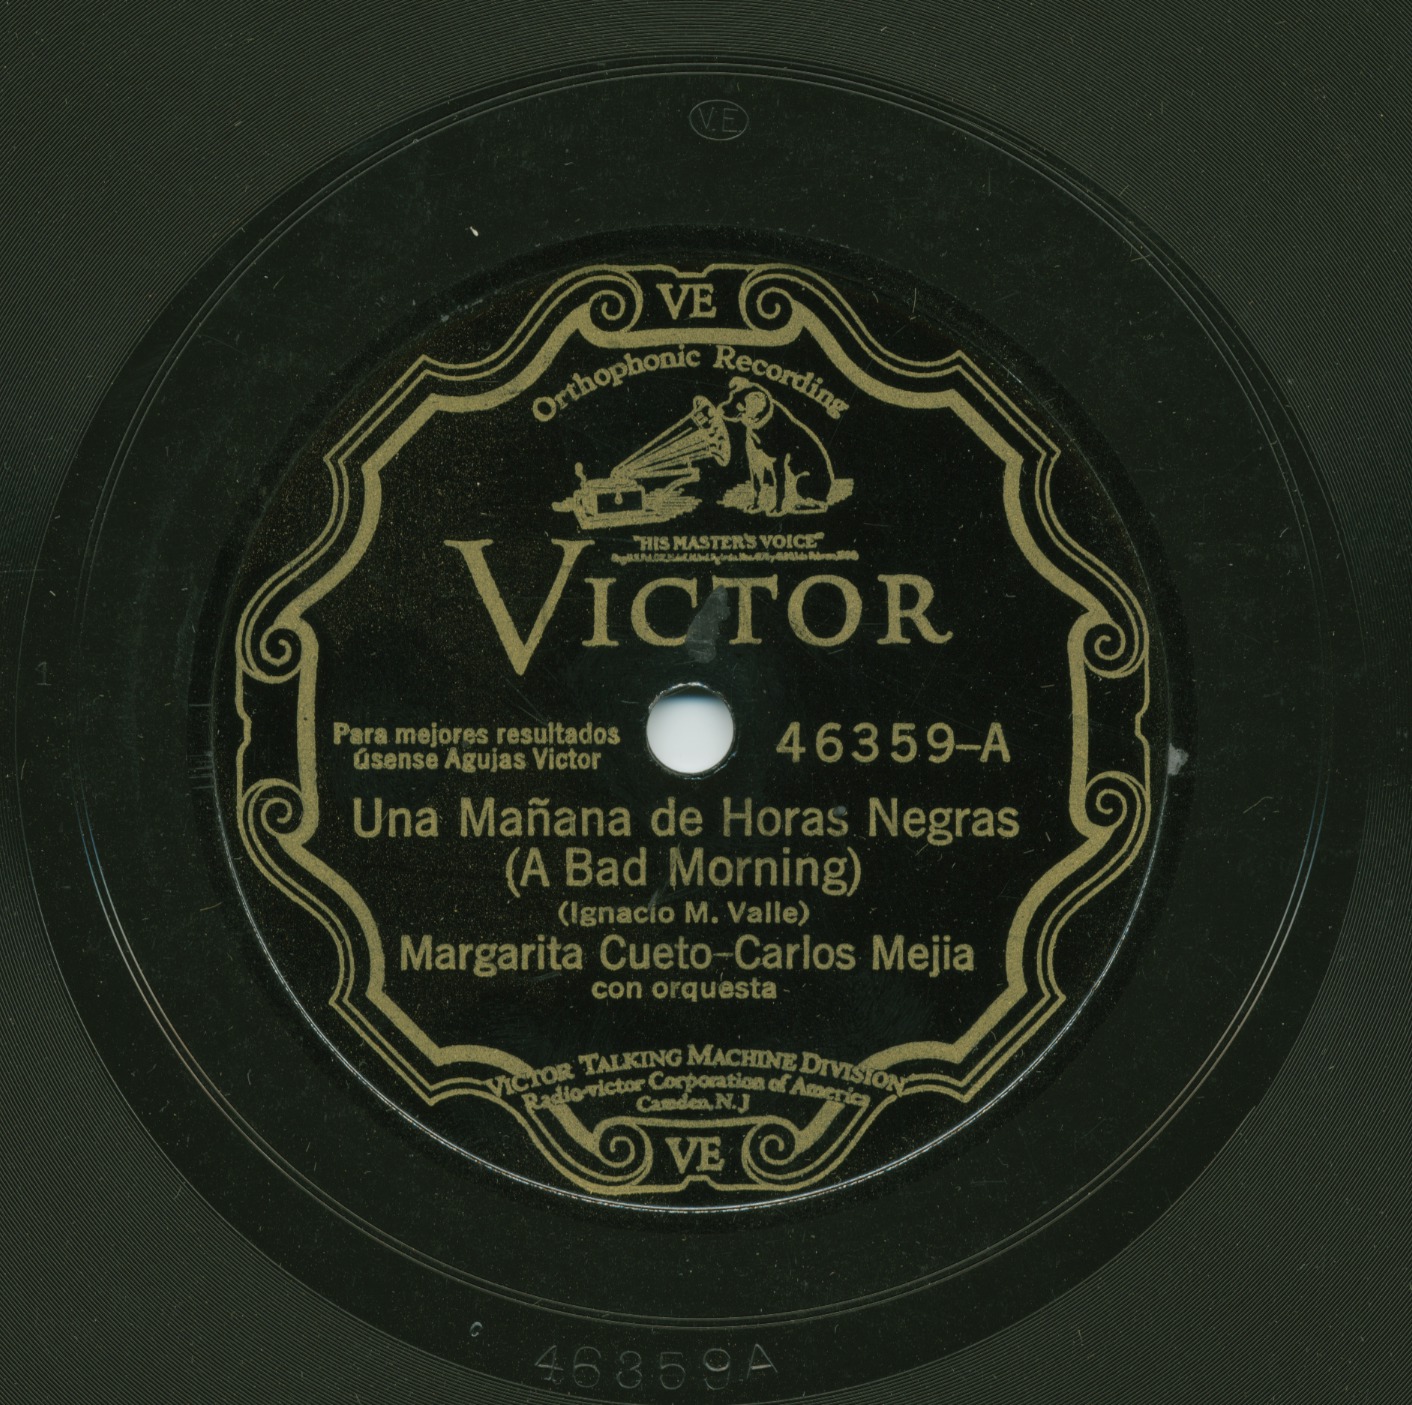 VE
VE
Orthophonic Recording
"HIS MASTER'S VOICE"
VICTOR
1
Para mejores resultados
úsense Agujas Victor
46359-A
Una Mañana de Horas Negras
(A Bad Morning)
(Ignacio M. Valle)
Margarita Cueto-Carlos Mejia
con orquesta
VICTOR TALKING MACHINE DIVISION
Radio-Victor Corporation of America
Camden, N. J
VE
46359A